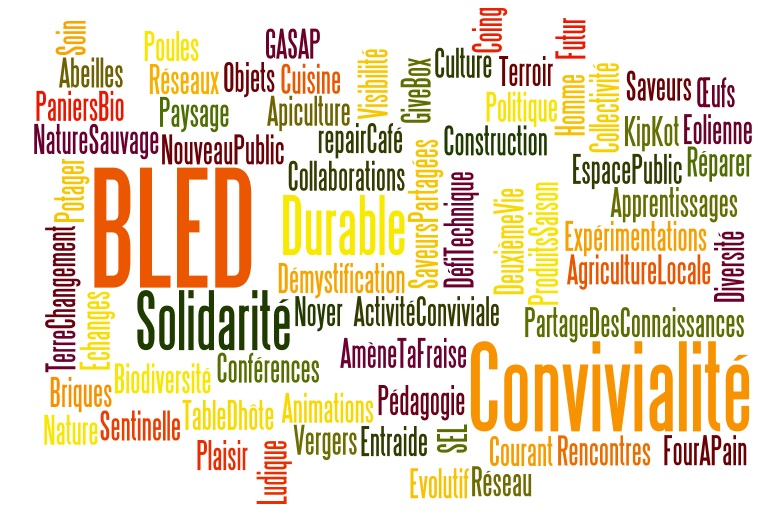 Soin
Poules
GASAP
Coing
Futur
Abeilles
Réseaux
Objets
Cuisine
Visibilité
GiveBox
Culture
Terroir
Homme
Collectivité
Saveurs
Œufs
PaniersBio
Paysage
Apiculture
Politique
KipKot
Eolienne
NatureSauvage
NouveauPublic
repairCafé
Construction
EspacePublic
Réparer
Potager
BLED
Collaborations
SaveursPartagées
DéfiTechnique
DeuxièmeVie
ProduitsSaison
Apprentissages
Durable
Expérimentations
Diversité
TerreChangement
Démystification
AgricultureLocale
Echanges
Solidarité
Noyer
ActivitéConviviale
PartageDesConnaissances
Biodiversité
Conférences
AmèneTaFraise
Convivialité
Briques
Nature
Sentinelle
TableDhôte
Animations
Pédagogie
Plaisir
Ludique
Vergers
Entraide
SEL
Courant
Rencontres
FourAPain
Evolutif
Réseau